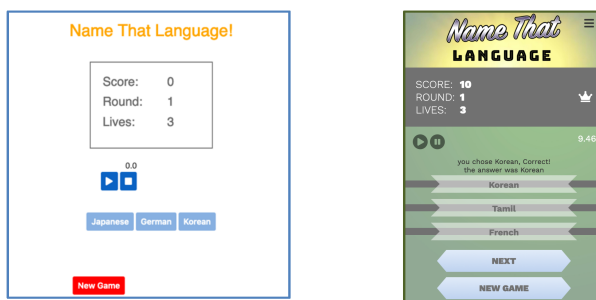 Name That Language!
Score: 0
Round: 1
Lives: 3
0.0
Japanese German Korean
New Game
Name That
LANGUAGE
SCORE: 10
ROUND: 1
LIVES: 3
9.46
you chose Korean, Correct!
the answer was Korean
Korean
Tamil
French
NEXT
NEW GAME